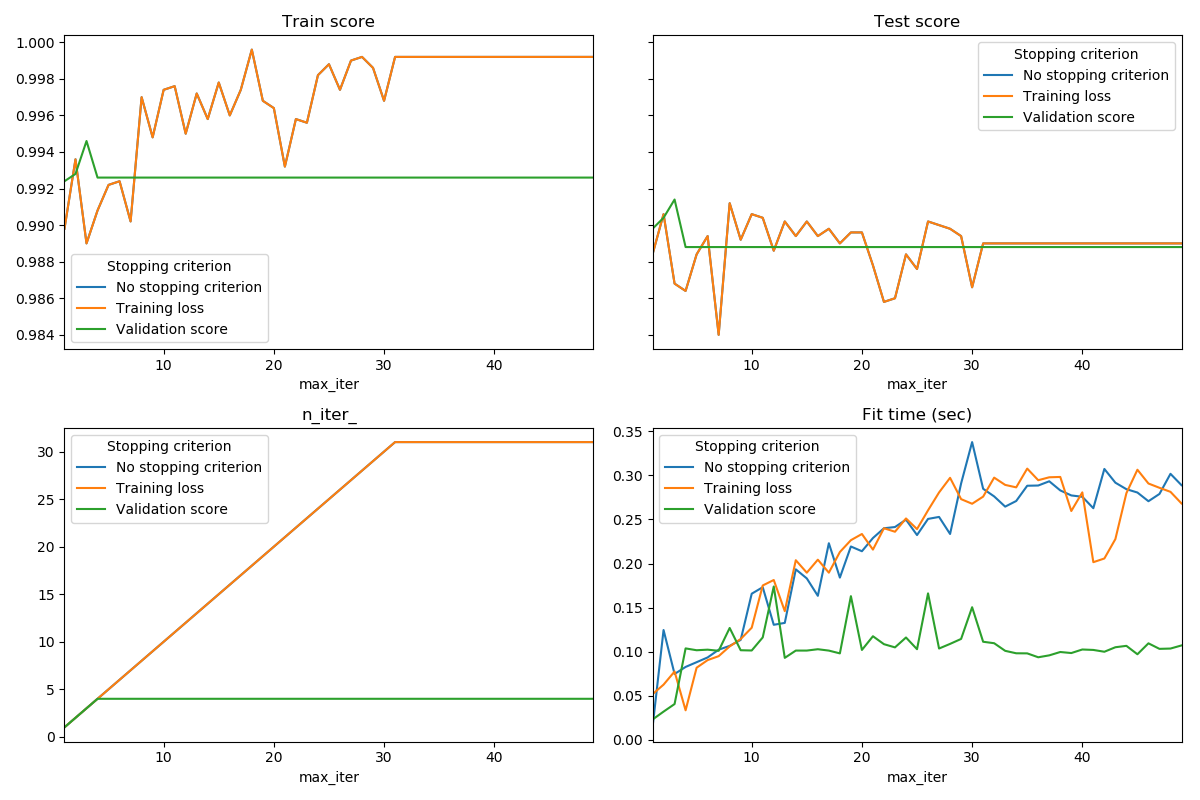 Train score
1.000
0.998
0.996
0.994
0.992
0.990
0.988
0.986
0.984
Stopping criterion
No stopping criterion
Training loss
Validation score
10 20 30 40
max_iter
Test score
Stopping criterion
No stopping criterion
Training loss
Validation score
10 20 30 40
max_iter
n_iter_
30
25
20
15
10
5
0
Stopping criterion
No stopping criterion
Training loss
Validation score
10 20 30 40
max_iter
Fit time (sec)
0.35
0.30
0.25
0.20
0.15
0.10
0.05
0.00
Stopping criterion
No stopping criterion
Training loss
Validation score
10 20 30 40
max_iter